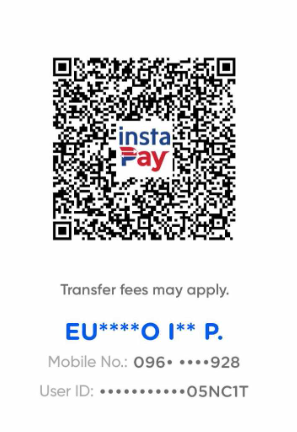 insta
Pay
Transfer fees may apply.
EU****O I** P.
Mobile No.: 096• ••••928
User ID: •••••••••••05NC1T